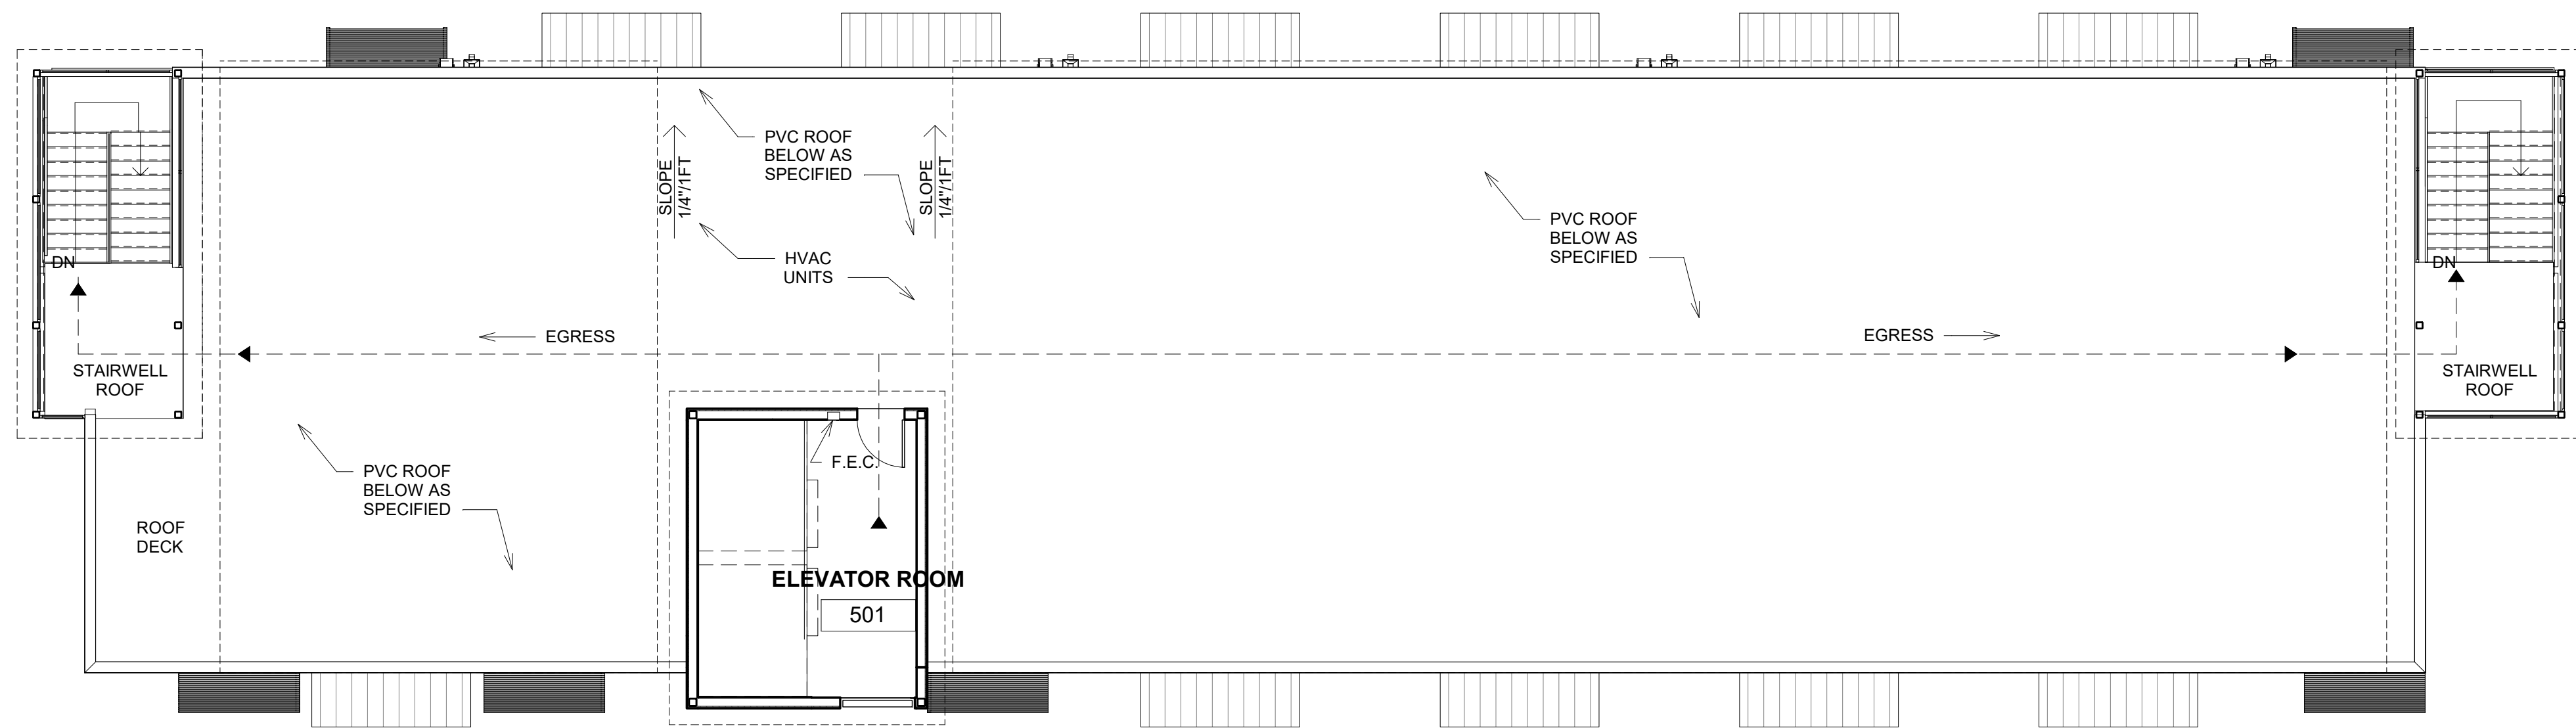 PVC ROOF
BELOW AS
SPECIFIED
SLOPE
1/4"/1FT
SLOPE
1/4"/1FT
PVC ROOF
BELOW AS
SPECIFIED
HVAC
UNITS
DN
DN
EGRESS
EGRESS
STAIRWELL
ROOF
STAIRWELL
ROOF
F.E.C.
PVC ROOF
BELOW AS
SPECIFIED
ROOF
DECK
ELEVATOR ROOM
501